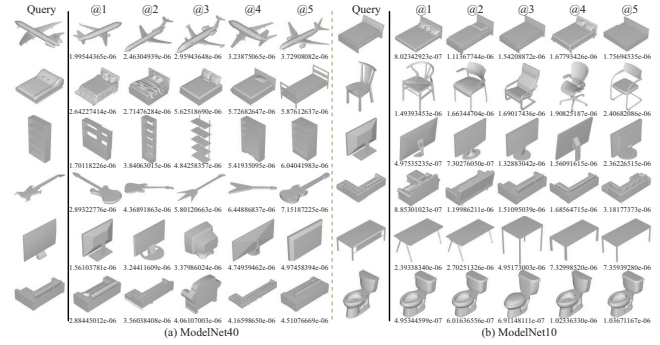 Query @1 @2 @3 @4 @5 Query @1 @2 @3 @4 @5
1.99544365e-06 2.46304939e-06 2.95943648e-06 3.23875065e-06 3.72908082e-06 8.02342923e-07 1.11367744e-06 1.54208872e-06 1.67793426e-06 1.75694535e-06
2.64227414e-06 2.71476284e-06 5.62518690e-06 5.72682647e-06 5.87612637e-06 1.49393453e-06 1.66344704e-06 1.69017436e-06 1.90825187e-06 2.40682086e-06
1.70118226e-06 3.84063015e-06 4.84258357e-06 5.41935095e-06 6.04041983e-06 4.97535235e-07 7.30276050e-07 1.32883042e-06 1.56091615e-06 2.36226515e-06
2.89322776e-06 4.36891863e-06 5.80120663e-06 6.44886837e-06 7.15187225e-06 8.85301023e-07 1.19986211e-06 1.51095039e-06 1.68564715e-06 3.18177373e-06
1.56103781e-06 3.24411609e-06 3.37986024e-06 4.74959462e-06 4.97458394e-06 2.39338340e-06 2.70251326e-06 4.95173003e-06 7.32998520e-06 7.35939280e-06
2.88445012e-06 3.56038408e-06 4.06107003e-06 4.16598650e-06 4.51076669e-06 4.95344599e-07 6.01636556e-07 6.91148111e-07 1.02336330e-06 1.03671167e-06
(a) ModelNet40 (b) ModelNet10